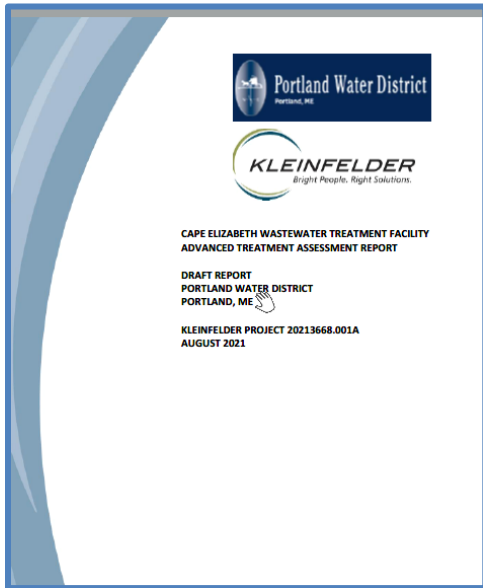 Portland Water District
Portland, ME
KLEINFELDER
Bright People. Right Solutions.
CAPE ELIZABETH WASTEWATER TREATMENT FACILITY
ADVANCED TREATMENT ASSESSMENT REPORT
DRAFT REPORT
PORTLAND WATER DISTRICT
PORTLAND, ME
KLEINFELDER PROJECT 20213668.001A
AUGUST 2021